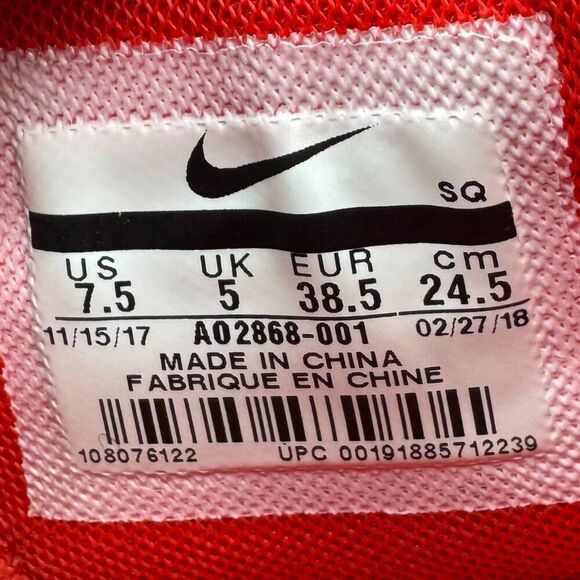 SQ
US UK EUR cm
7.5 5 38.5 24.5
11/15/17 AO2868-001 02/27/18
MADE IN CHINA
FABRIQUE EN CHINE
108076122 UPC 00191885712239